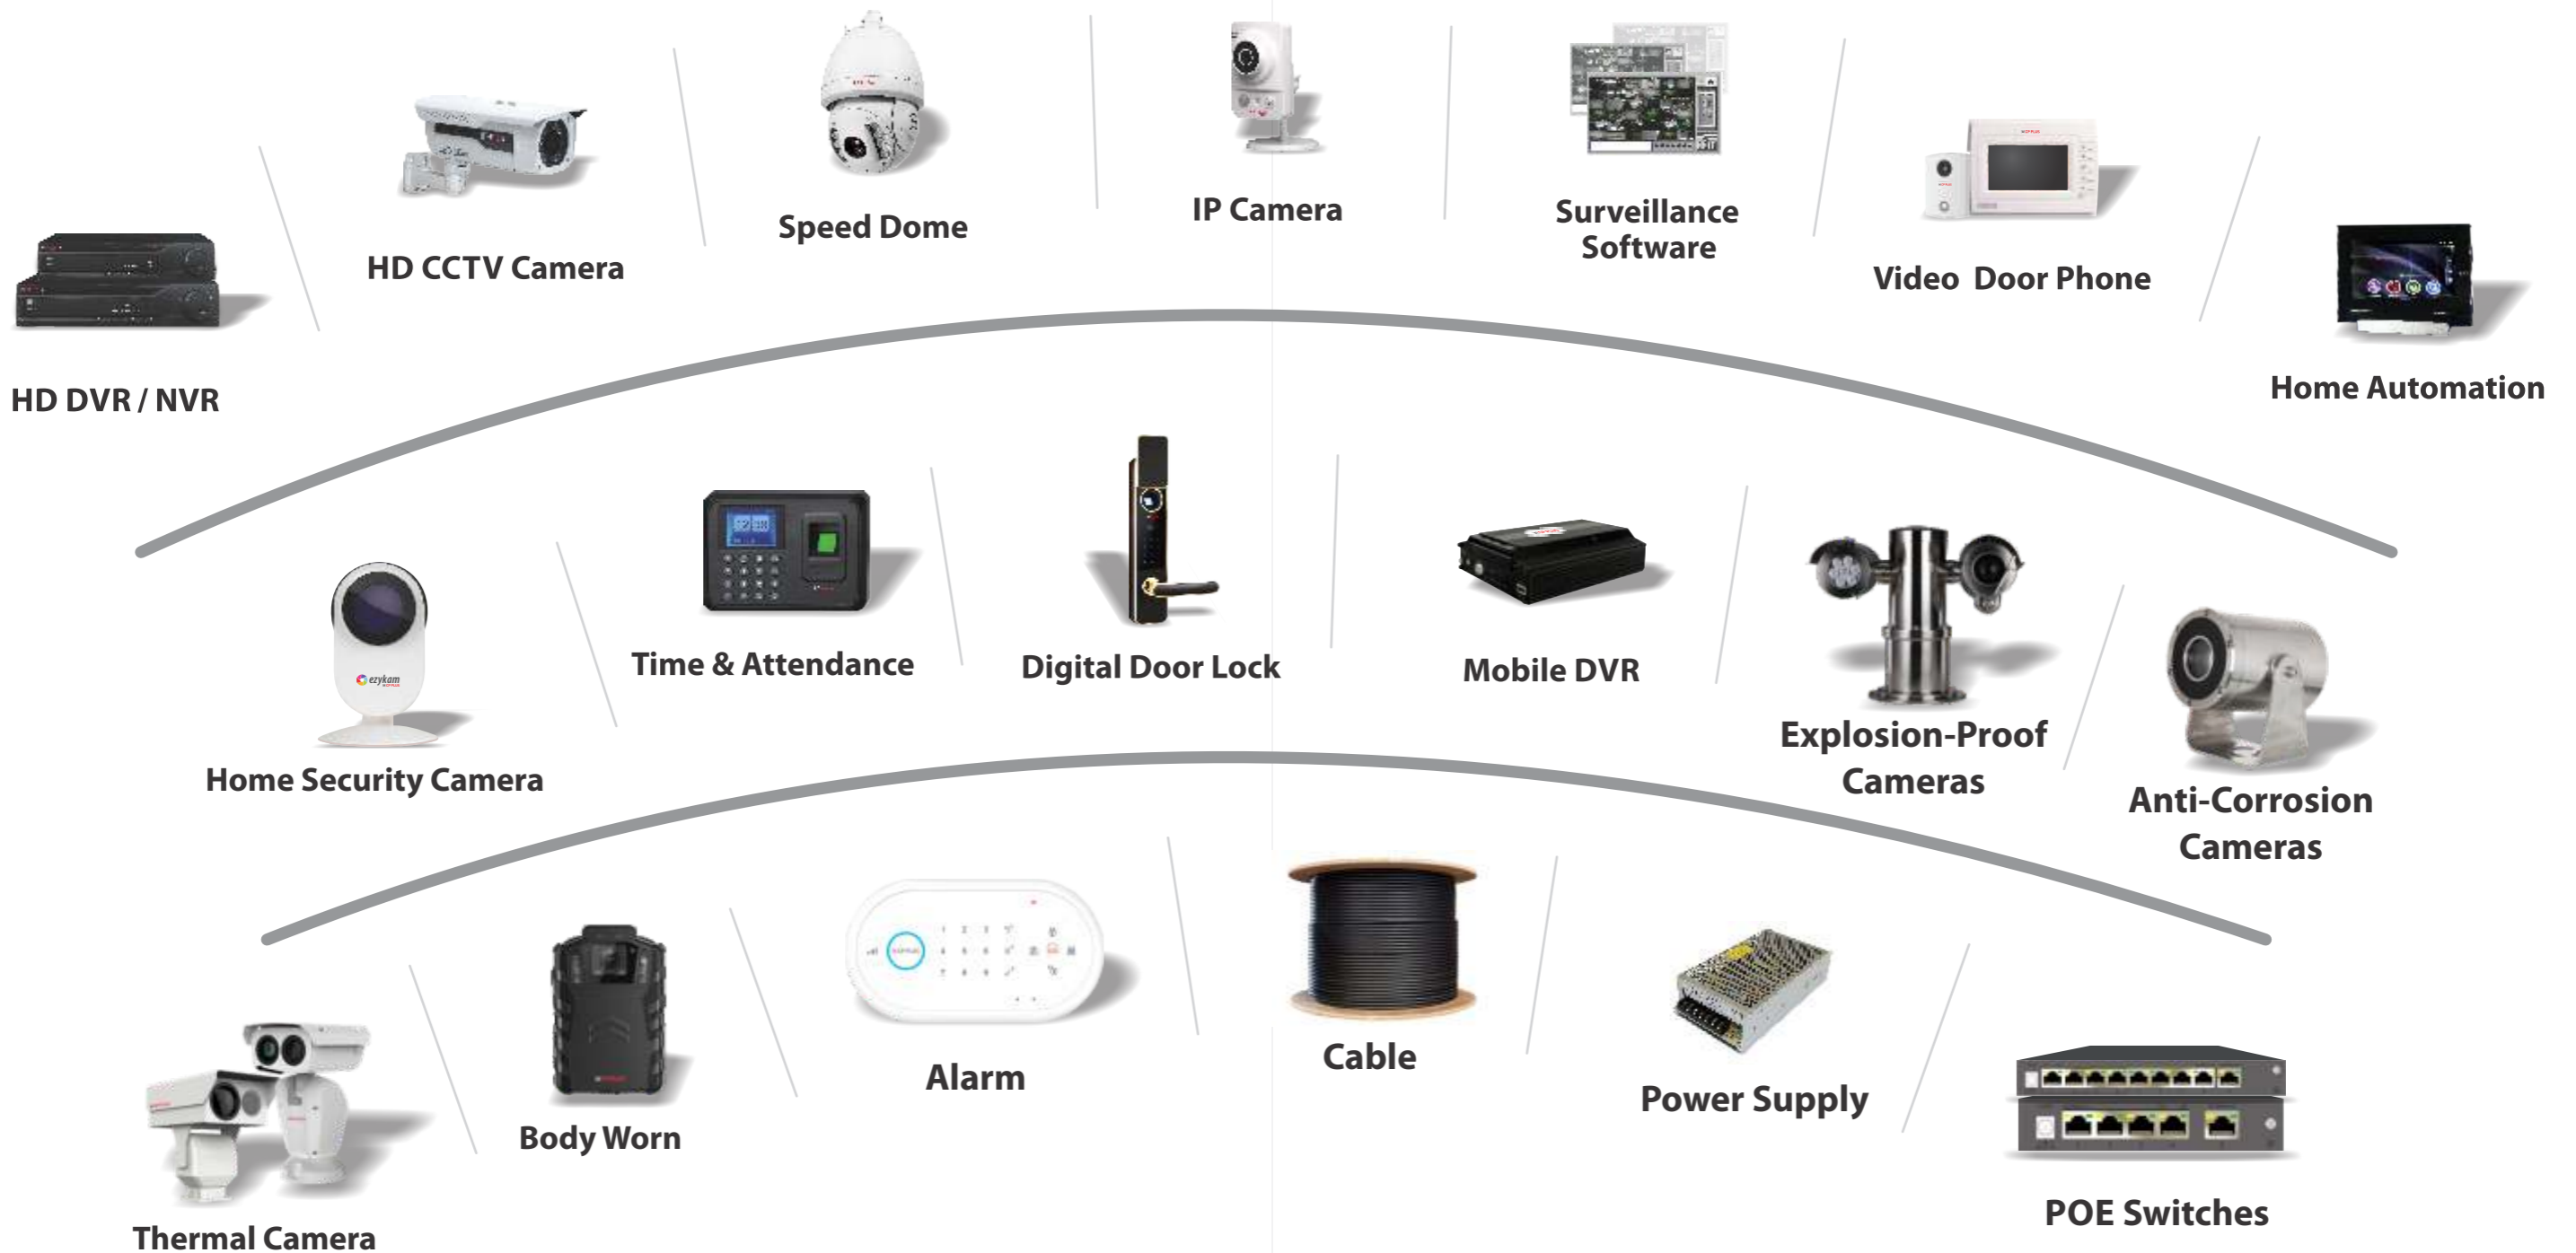 HD DVR / NVR
HD CCTV Camera
Speed Dome
IP Camera
Surveillance
Software
Video Door Phone
Home Automation
ezykam
Home Security Camera
Time & Attendance
Digital Door Lock
Mobile DVR
Explosion-Proof
Cameras
Anti-Corrosion
Cameras
Thermal Camera
Body Worn
Alarm
Cable
Power Supply
POE Switches